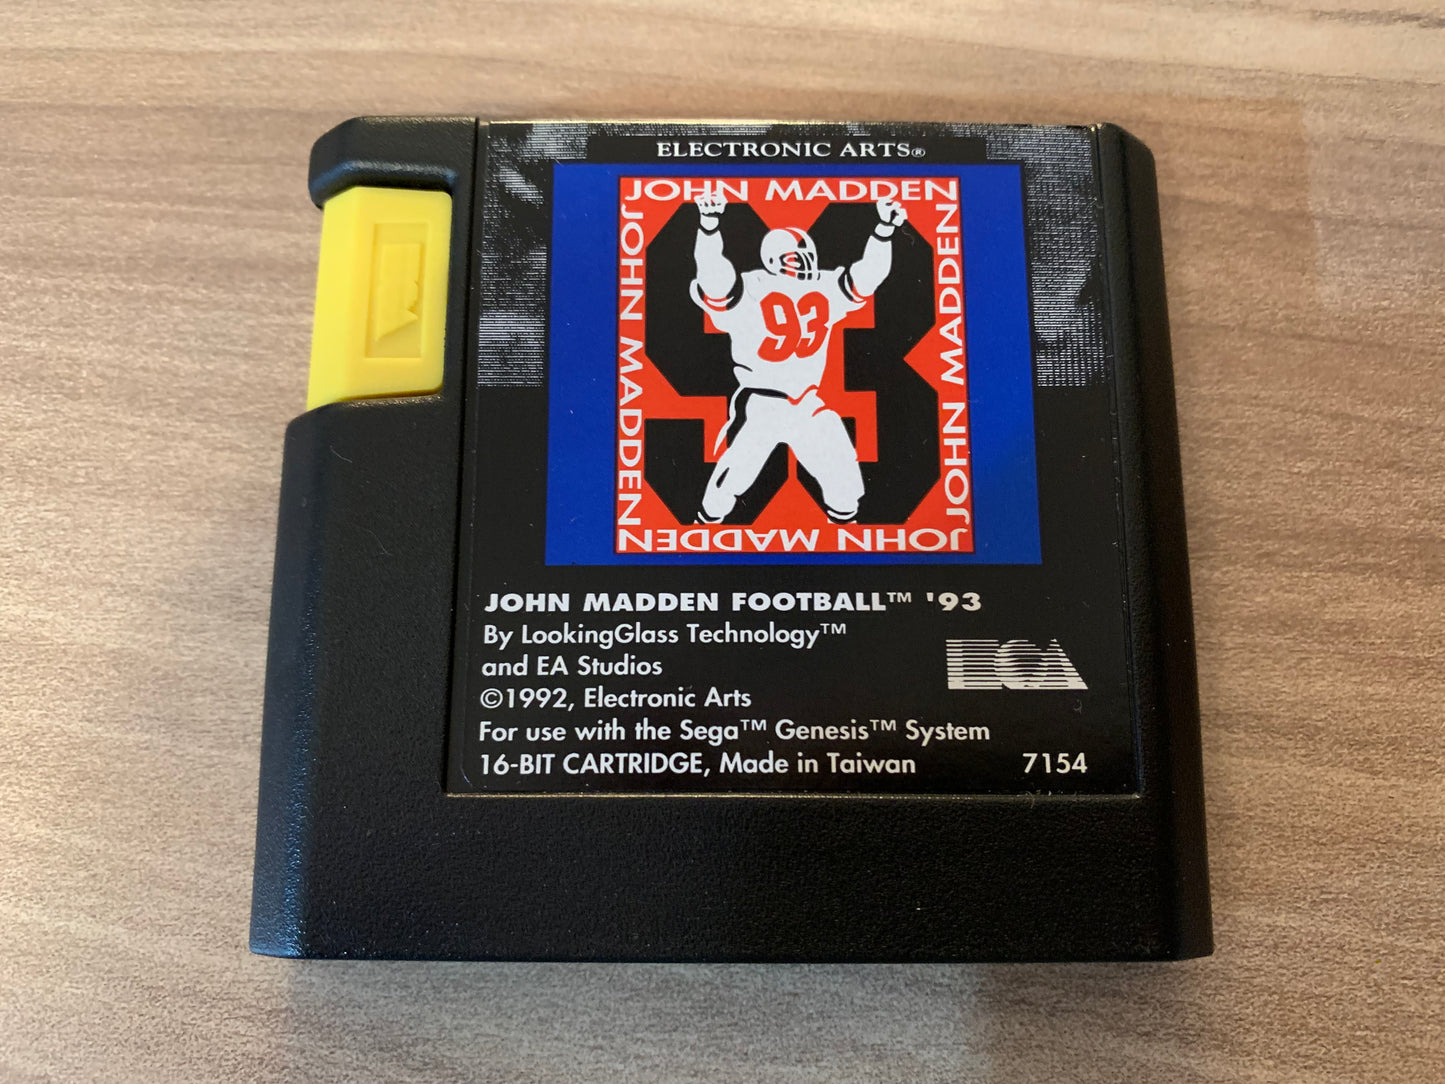 ELECTRONIC ARTS®
JOHN MADDEN
JOHN MADDEN
JOHN MADDEN
JOHN MADDEN
93
93
JOHN MADDEN FOOTBALL™ '93
By LookingGlass Technology™
and EA Studios
EA
©1992, Electronic Arts
For use with the Sega™ Genesis™ System
16-BIT CARTRIDGE, Made in Taiwan 7154